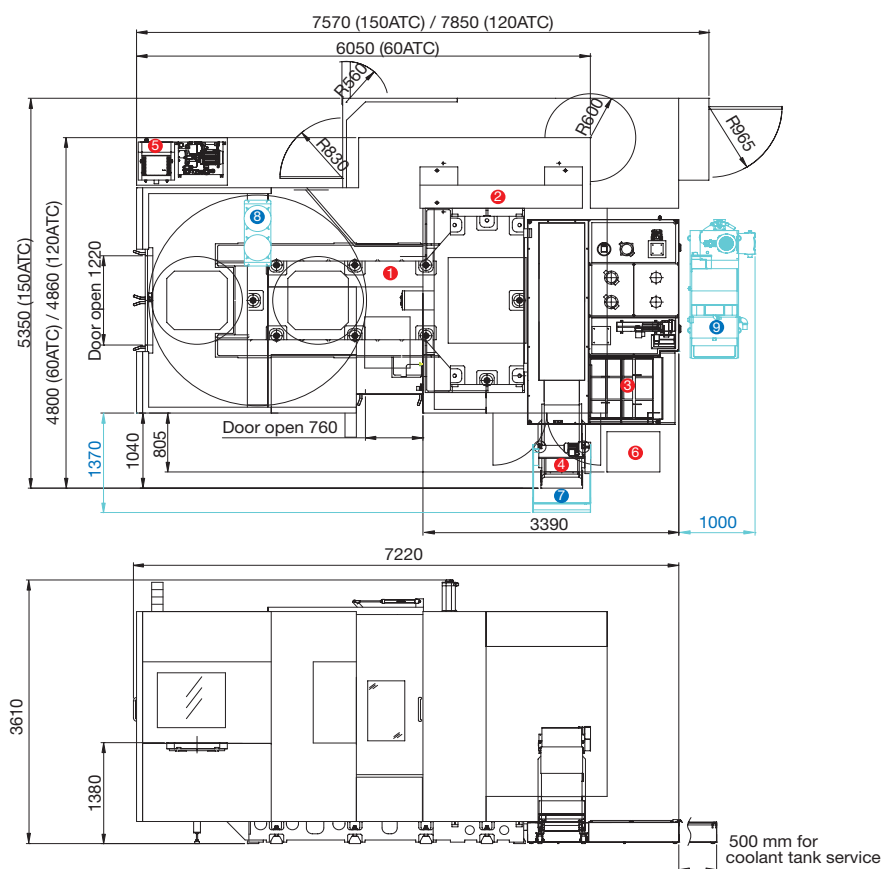 7570 (150ATC) / 7850 (120ATC)
6050 (60ATC)
R560
R600
R965
R830
5
2
8
1
9
3
5350 (150ATC)
4800 (60ATC) / 4860 (120ATC)
Door open 1220
Door open 760
805
1040
1370
4
6
7
3390
1000
7220
3610
1380
500 mm for
coolant tank service